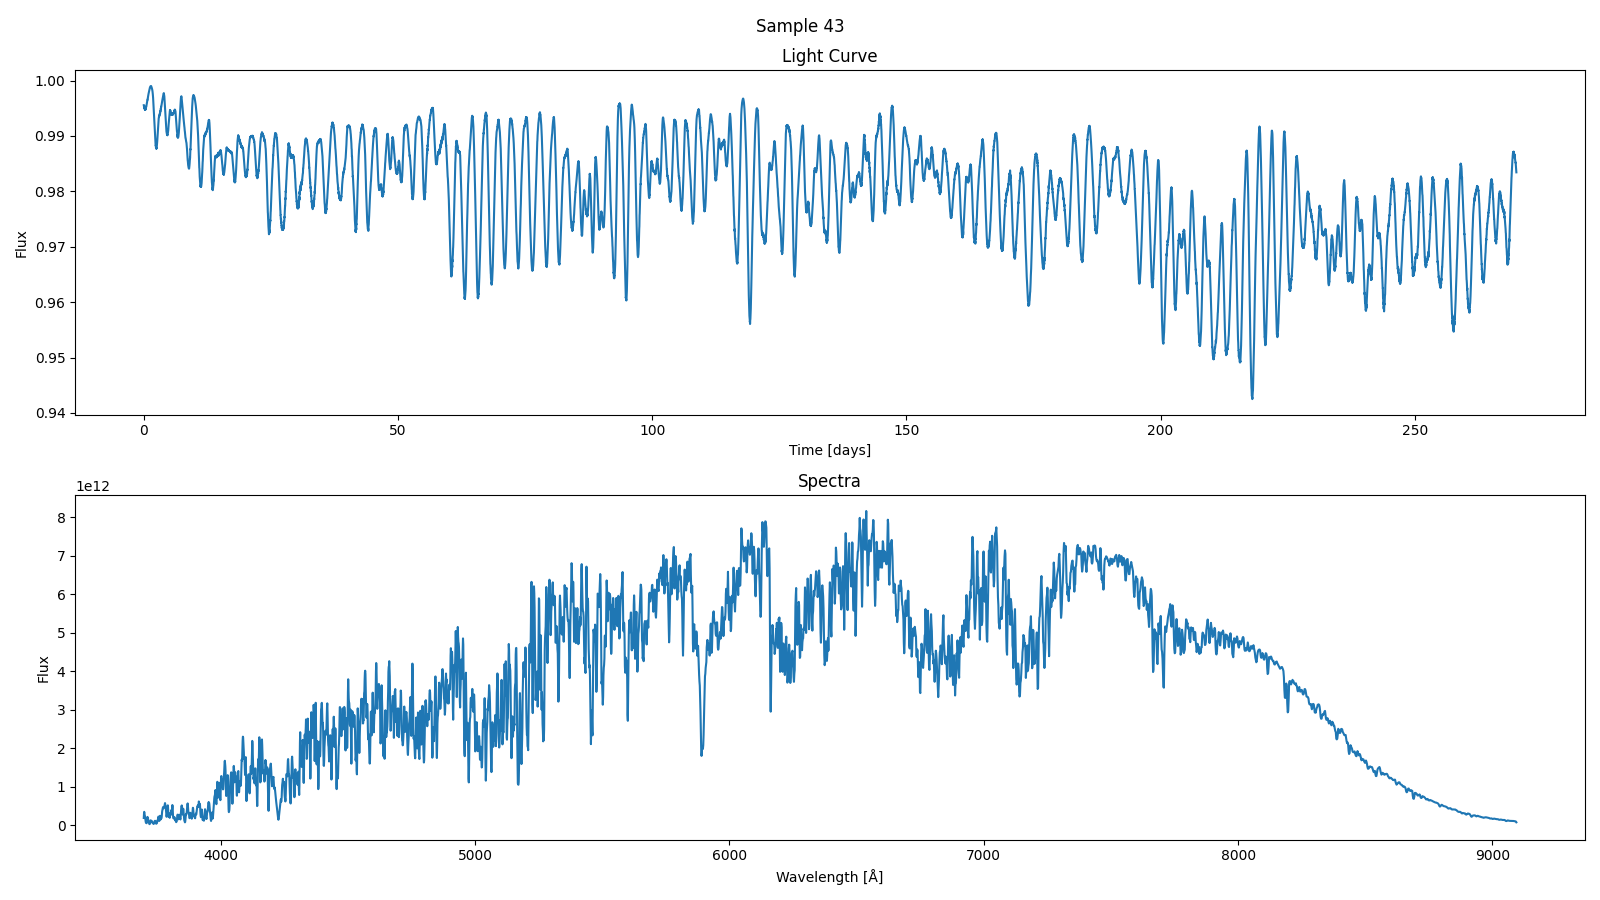 Sample 43
Light Curve
1.00
0.99
0.98
0.97
0.96
0.95
0.94
Flux
0 50 100 150 200 250
Time [days]
Spectra
1e12
8
7
6
5
4
3
2
1
0
Flux
4000 5000 6000 7000 8000 9000
Wavelength [Å]